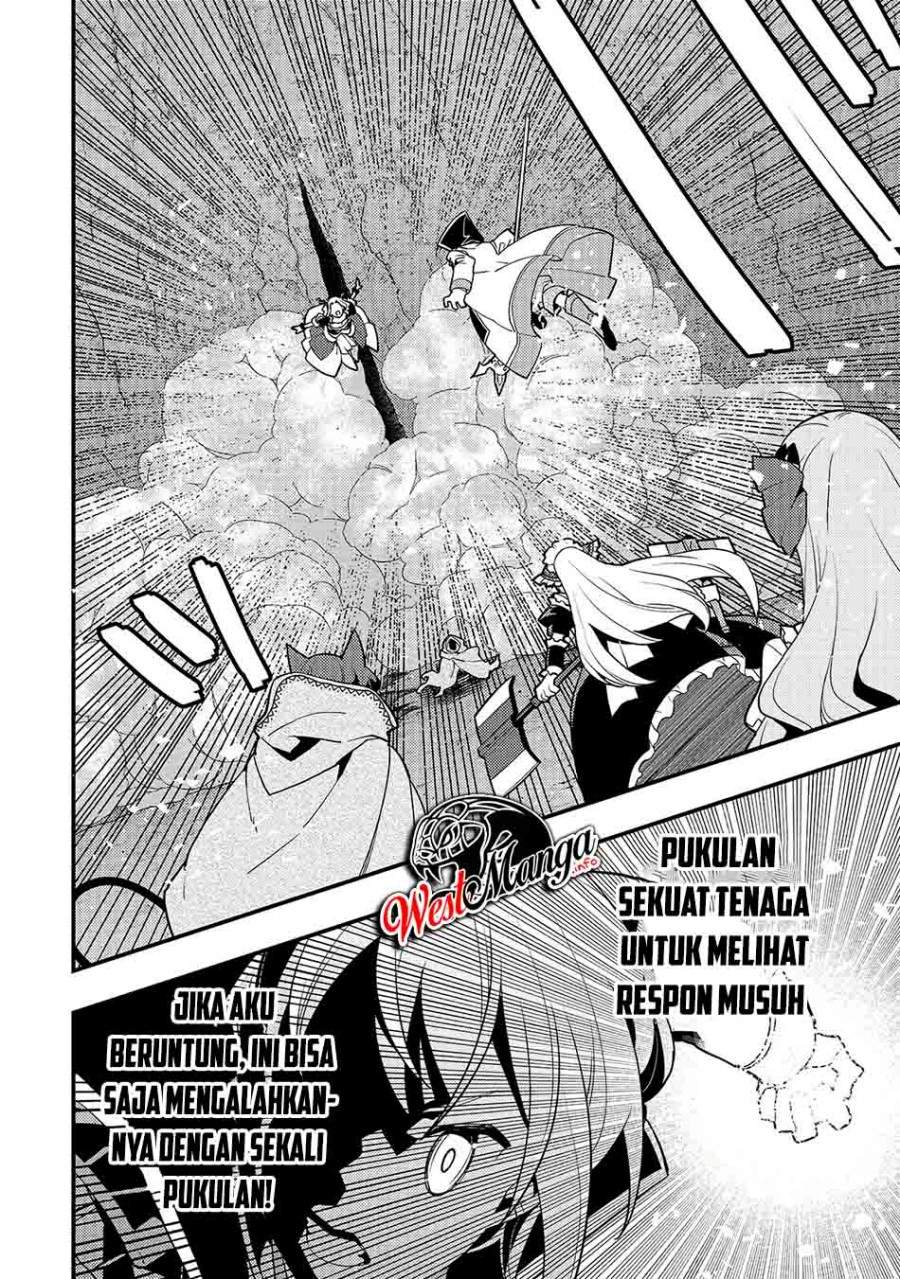 PUKULAN
SEKUAT TENAGA
UNTUK MELIHAT
RESPON MUSUH
JIKA AKU
BERUNTUNG, INI BISA
SAJA MENGALAHKAN-
NYA DENGAN SEKALI
PUKULAN!
WestManga
.info